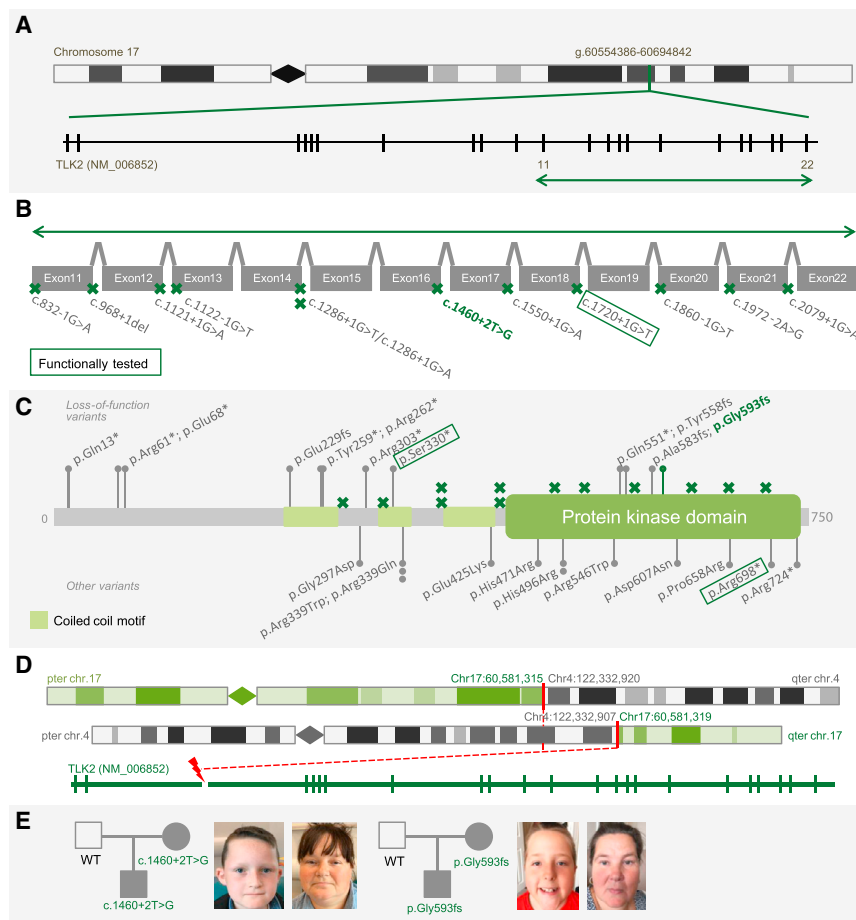 A
Chromosome 17
g.60554386-60694842
TLK2 (NM_006852)
11
22
B
Exon11
Exon12
Exon13
Exon14
Exon15
Exon16
Exon17
Exon18
Exon19
Exon20
Exon21
Exon22
c.832-1G>A
c.968+1del
c.1121+1G>A
c.1122-1G>T
c.1286+1G>T/c.1286+1G>A
c.1460+2T>G
c.1550+1G>A
c.1720+1G>T
c.1860-1G>T
c.1972-2A>G
c.2079+1G>A
Functionally tested
C
Loss-of-function
variants
p.Gln13*
p.Arg61*; p.Glu68*
p.Glu229fs
p.Tyr259*; p.Arg262*
p.Arg303*
p.Ser330*
p.Gln551*; p.Tyr558fs
p.Ala583fs; p.Gly593fs
0
Protein kinase domain
750
Other variants
p.Gly297Asp
p.Arg339Trp; p.Arg339Gln
p.Glu425Lys
p.His471Arg
p.His496Arg
p.Arg546Trp
p.Asp607Asn
p.Pro658Arg
p.Arg698*
p.Arg724*
Coiled coil motif
D
pter chr.17
Chr17:60,581,315
Chr4:122,332,920
qter chr.4
pter chr.4
Chr4:122,332,907
Chr17:60,581,319
qter chr.17
TLK2 (NM_006852)
E
WT
c.1460+2T>G
c.1460+2T>G
WT
p.Gly593fs
p.Gly593fs